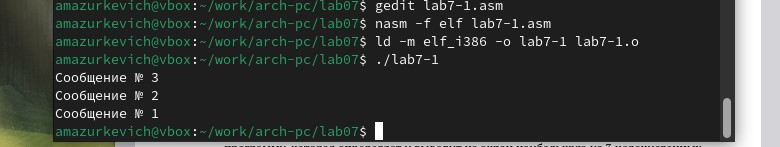 amazurkevich@vbox:~/work/arch-pc/lab07$ gedit lab7-1.asm
amazurkevich@vbox:~/work/arch-pc/lab07$ nasm -f elf lab7-1.asm
amazurkevich@vbox:~/work/arch-pc/lab07$ ld -m elf_i386 -o lab7-1 lab7-1.o
amazurkevich@vbox:~/work/arch-pc/lab07$ ./lab7-1
Сообщение № 3
Сообщение № 2
Сообщение № 1
amazurkevich@vbox:~/work/arch-pc/lab07$